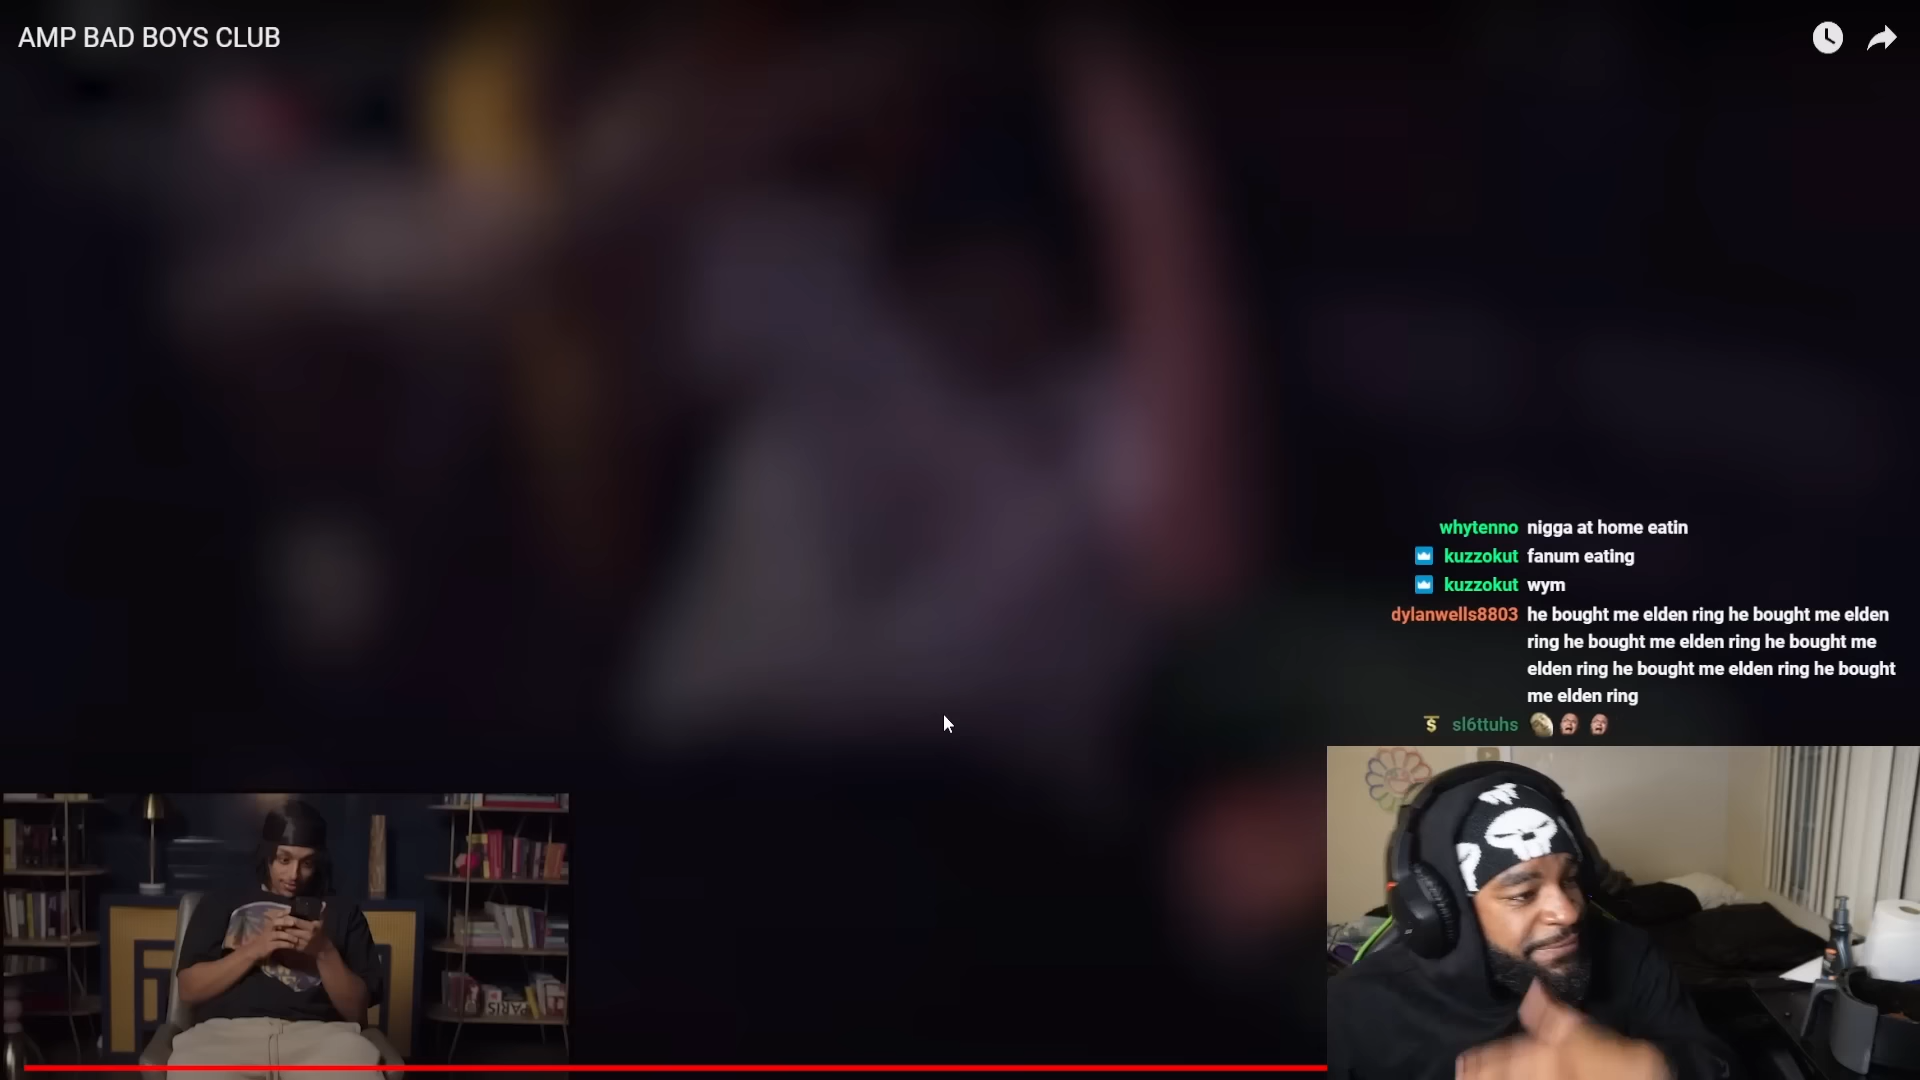 AMP BAD BOYS CLUB
whytenno nigga at home eatin
kuzzokut fanum eating
kuzzokut wym
dylanwells8803 he bought me elden ring he bought me elden
ring he bought me elden ring he bought me
elden ring he bought me elden ring he bought
me elden ring
sl6ttuhs
PARIS